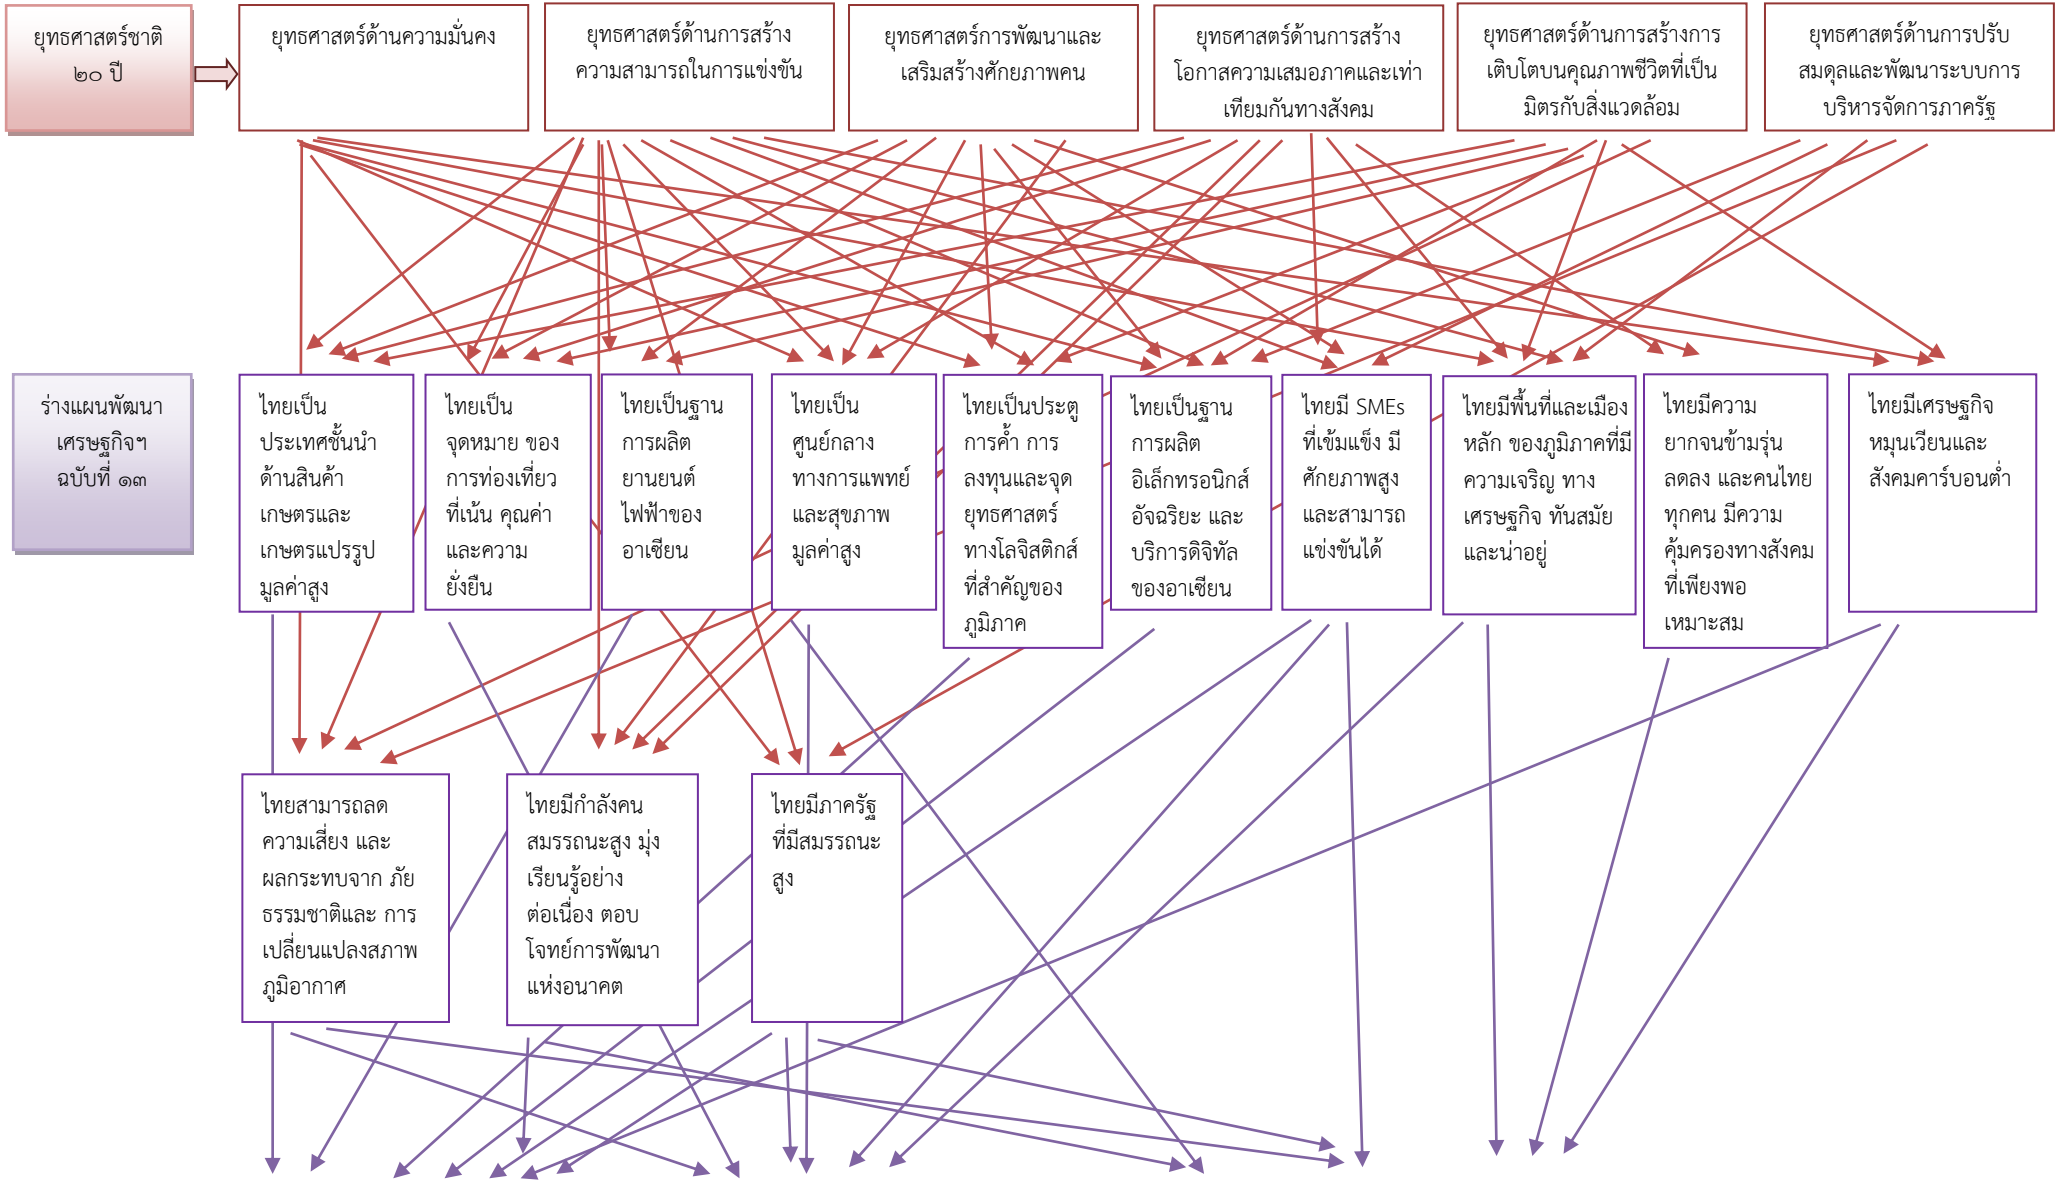 ยุทธศาสตร์ชาติ
๒๐ ปี
ยุทธศาสตร์ด้านความมั่นคง
ยุทธศาสตร์ด้านการสร้าง
ความสามารถในการแข่งขัน
ยุทธศาสตร์การพัฒนาและ
เสริมสร้างศักยภาพคน
ยุทธศาสตร์ด้านการสร้าง
โอกาสความเสมอภาคและเท่า
เทียมกันทางสังคม
ยุทธศาสตร์ด้านการสร้างการ
เติบโตบนคุณภาพชีวิตที่เป็น
มิตรกับสิ่งแวดล้อม
ยุทธศาสตร์ด้านการปรับ
สมดุลและพัฒนาระบบการ
บริหารจัดการภาครัฐ
ร่างแผนพัฒนา
เศรษฐกิจฯ
ฉบับที่ ๑๓
ไทยเป็น
ประเทศชั้นนำ
ด้านสินค้า
เกษตรและ
เกษตรแปรรูป
มูลค่าสูง
ไทยเป็น
จุดหมาย ของ
การท่องเที่ยว
ที่เน้น คุณค่า
และความ
ยั่งยืน
ไทยเป็นฐาน
การผลิต
ยานยนต์
ไฟฟ้าของ
อาเซียน
ไทยเป็น
ศูนย์กลาง
ทางการแพทย์
และสุขภาพ
มูลค่าสูง
ไทยเป็นประตู
การค้ำ การ
ลงทุนและจุด
ยุทธศาสตร์
ทางโลจิสติกส์
ที่สำคัญของ
ภูมิภาค
ไทยเป็นฐาน
การผลิต
อิเล็กทรอนิกส์
อัจฉริยะ และ
บริการดิจิทัล
ของอาเซียน
ไทยมี SMEs
ที่เข้มแข็ง มี
ศักยภาพสูง
และสามารถ
แข่งขันได้
ไทยมีพื้นที่และเมือง
หลัก ของภูมิภาคที่มี
ความเจริญ ทาง
เศรษฐกิจ ทันสมัย
และน่าอยู่
ไทยมีความ
ยากจนข้ามรุ่น
ลดลง และคนไทย
ทุกคน มีความ
คุ้มครองทางสังคม
ที่เพียงพอ
เหมาะสม
ไทยมีเศรษฐกิจ
หมุนเวียนและ
สังคมคาร์บอนต่ำ
ไทยสามารถลด
ความเสี่ยง และ
ผลกระทบจาก ภัย
ธรรมชาติและ การ
เปลี่ยนแปลงสภาพ
ภูมิอากาศ
ไทยมีกำลังคน
สมรรถนะสูง มุ่ง
เรียนรู้อย่าง
ต่อเนื่อง ตอบ
โจทย์การพัฒนา
แห่งอนาคต
ไทยมีภาครัฐ
ที่มีสมรรถนะ
สูง